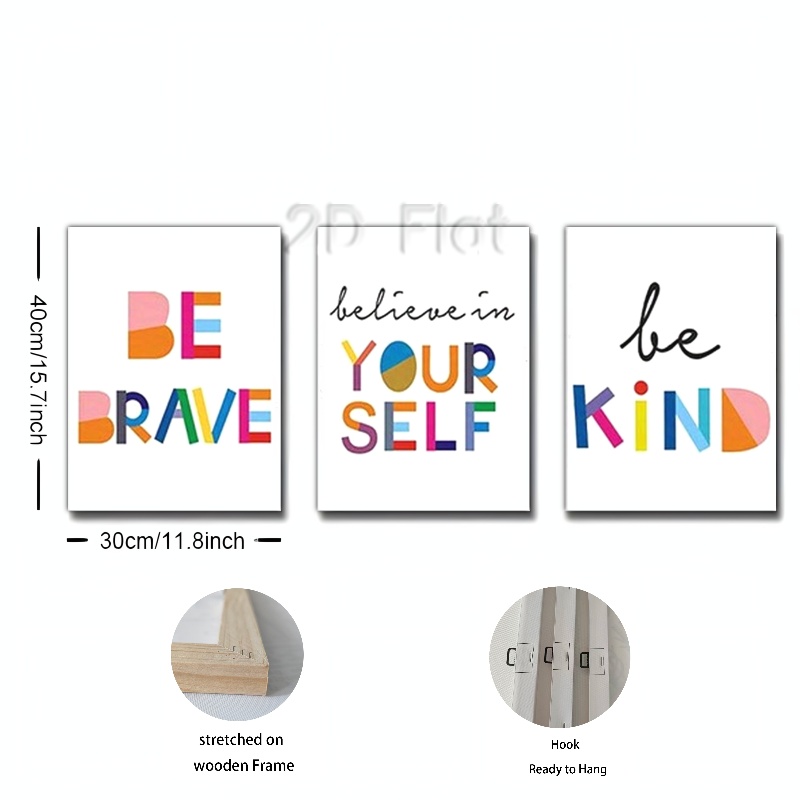 2D Flat
BE
BRAVE
believe in
YOUR
SELF
be
KiND
40cm/15.7inch
30cm/11.8inch
stretched on
wooden Frame
Hook
Ready to Hang